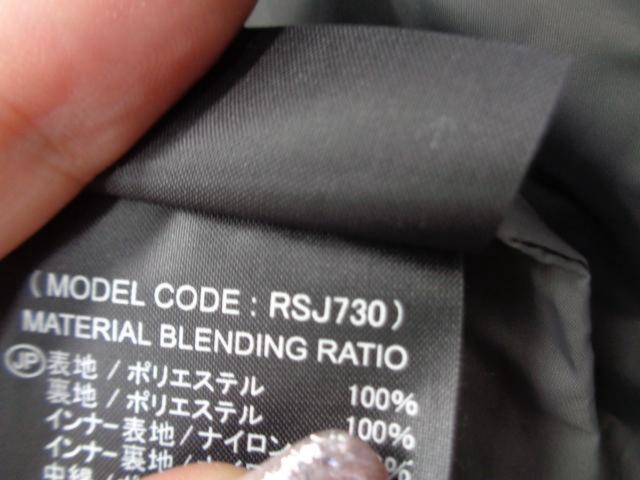 (MODEL CODE : RSJ730)
MATERIAL BLENDING RATIO
JP 表地 / ポリエステル 100%
裏地 / ポリエステル 100%
インナー表地 / ナイロン
インナー裏地 / %
中綿 /